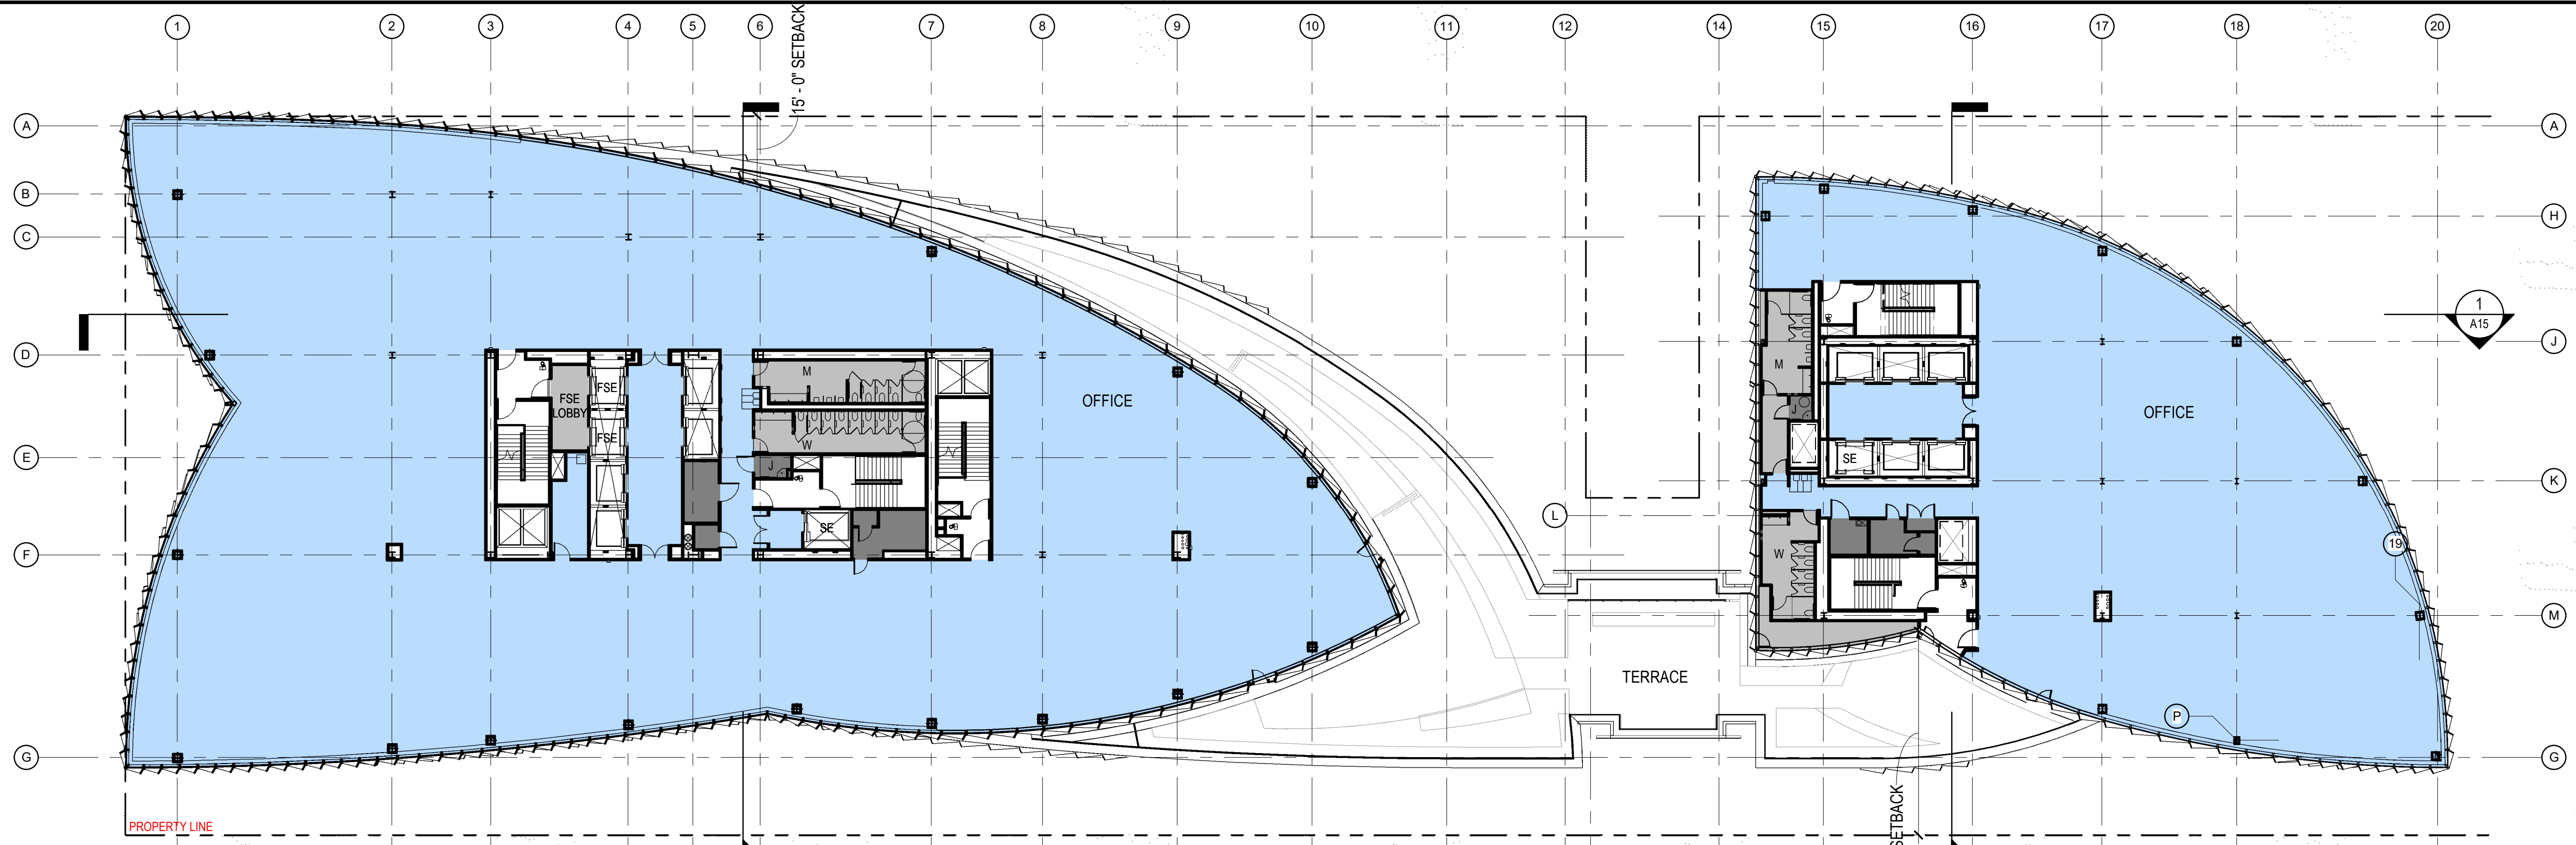 1 2 3 4 5 6 7 8 9 10 11 12 14 15 16 17 18 20
15' - 0" SETBACK
A A
B
H
C
1
A15
D J
FSE
M
M
FSE
LOBBY
OFFICE
J
OFFICE
FSE
W
E
SE
J
K
L
SE
19
F
W
M
TERRACE
P
G G
PROPERTY LINE
SETBACK